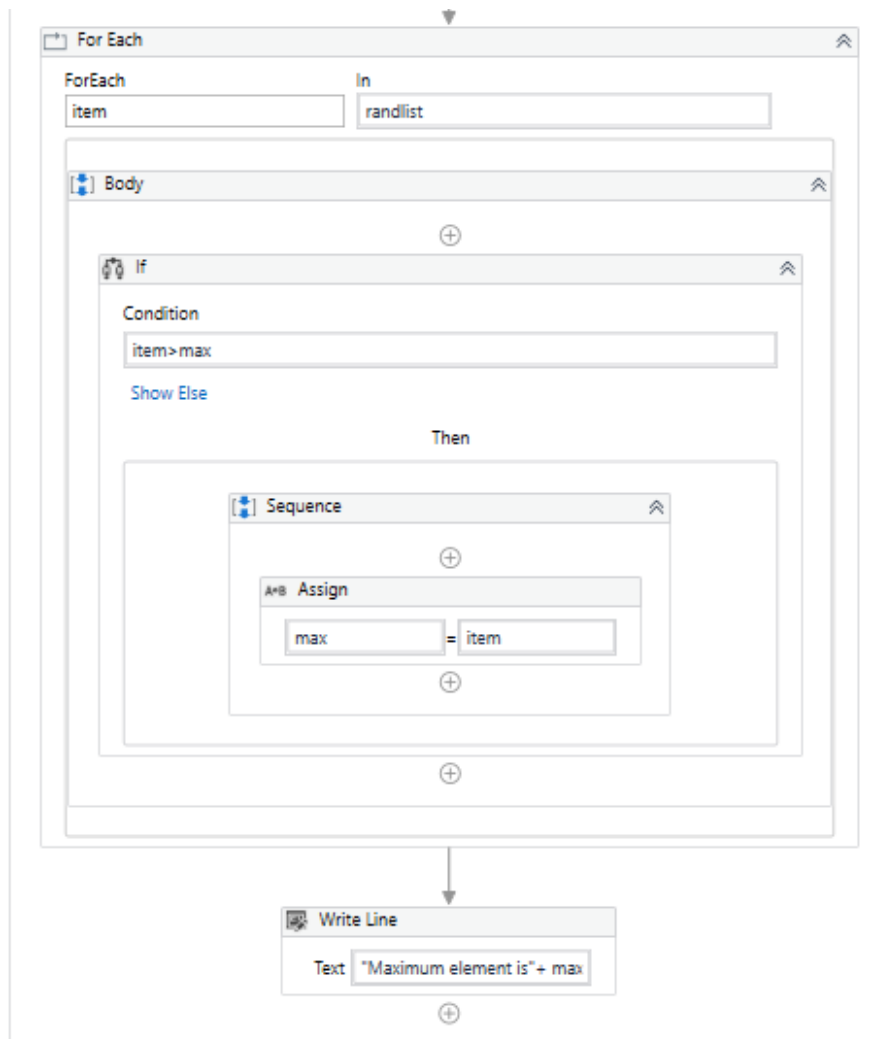 For Each
ForEach In
item randlist
Body
If
Condition
item>max
Show Else
Then
Sequence
A*B Assign
max = item
Write Line
Text "Maximum element is"+ max